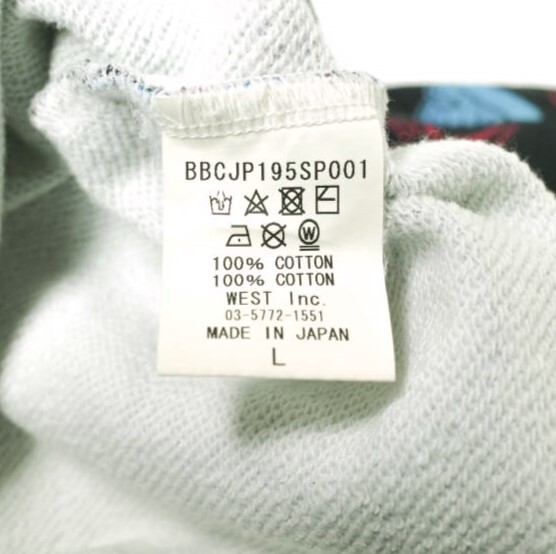 BBCJP195SP001
W
100% COTTON
100% COTTON
WEST Inc.
03-5772-1551
MADE IN JAPAN
L